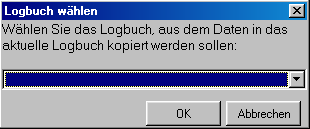 Logbuch wählen
Wählen Sie das Logbuch, aus dem Daten in das
aktuelle Logbuch kopiert werden sollen:
OK
Abbrechen